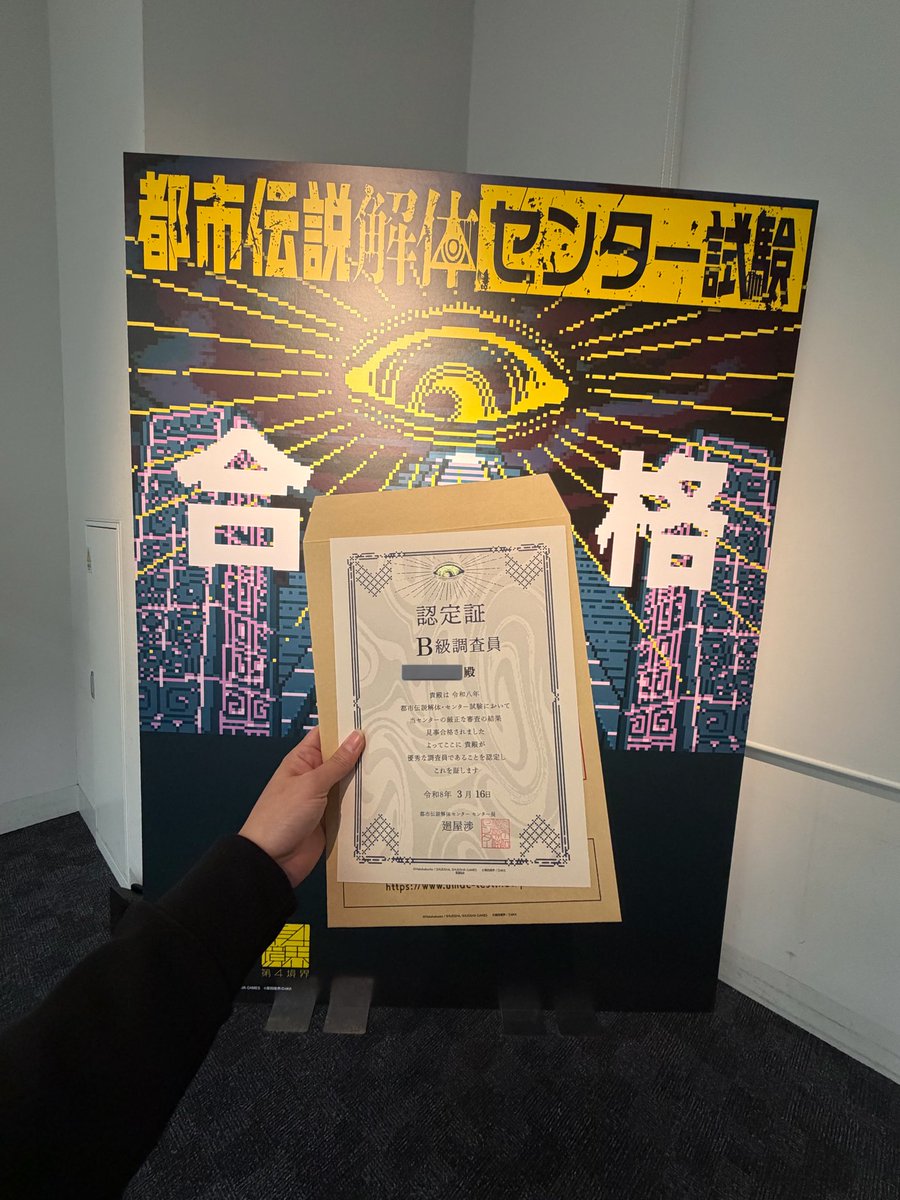 都市伝説解体センター試験
合格
認定証
B級調査員
殿
貴殿は 令和八年
都市伝説解体・センター試験において
当センターの厳正な審査の結果
見事合格されました
よってここに 貴殿が
優秀な調査員であることを認定し
これを証します
令和8年 3月16日
都市伝説解体センター センター長
廻屋渉
第4境界